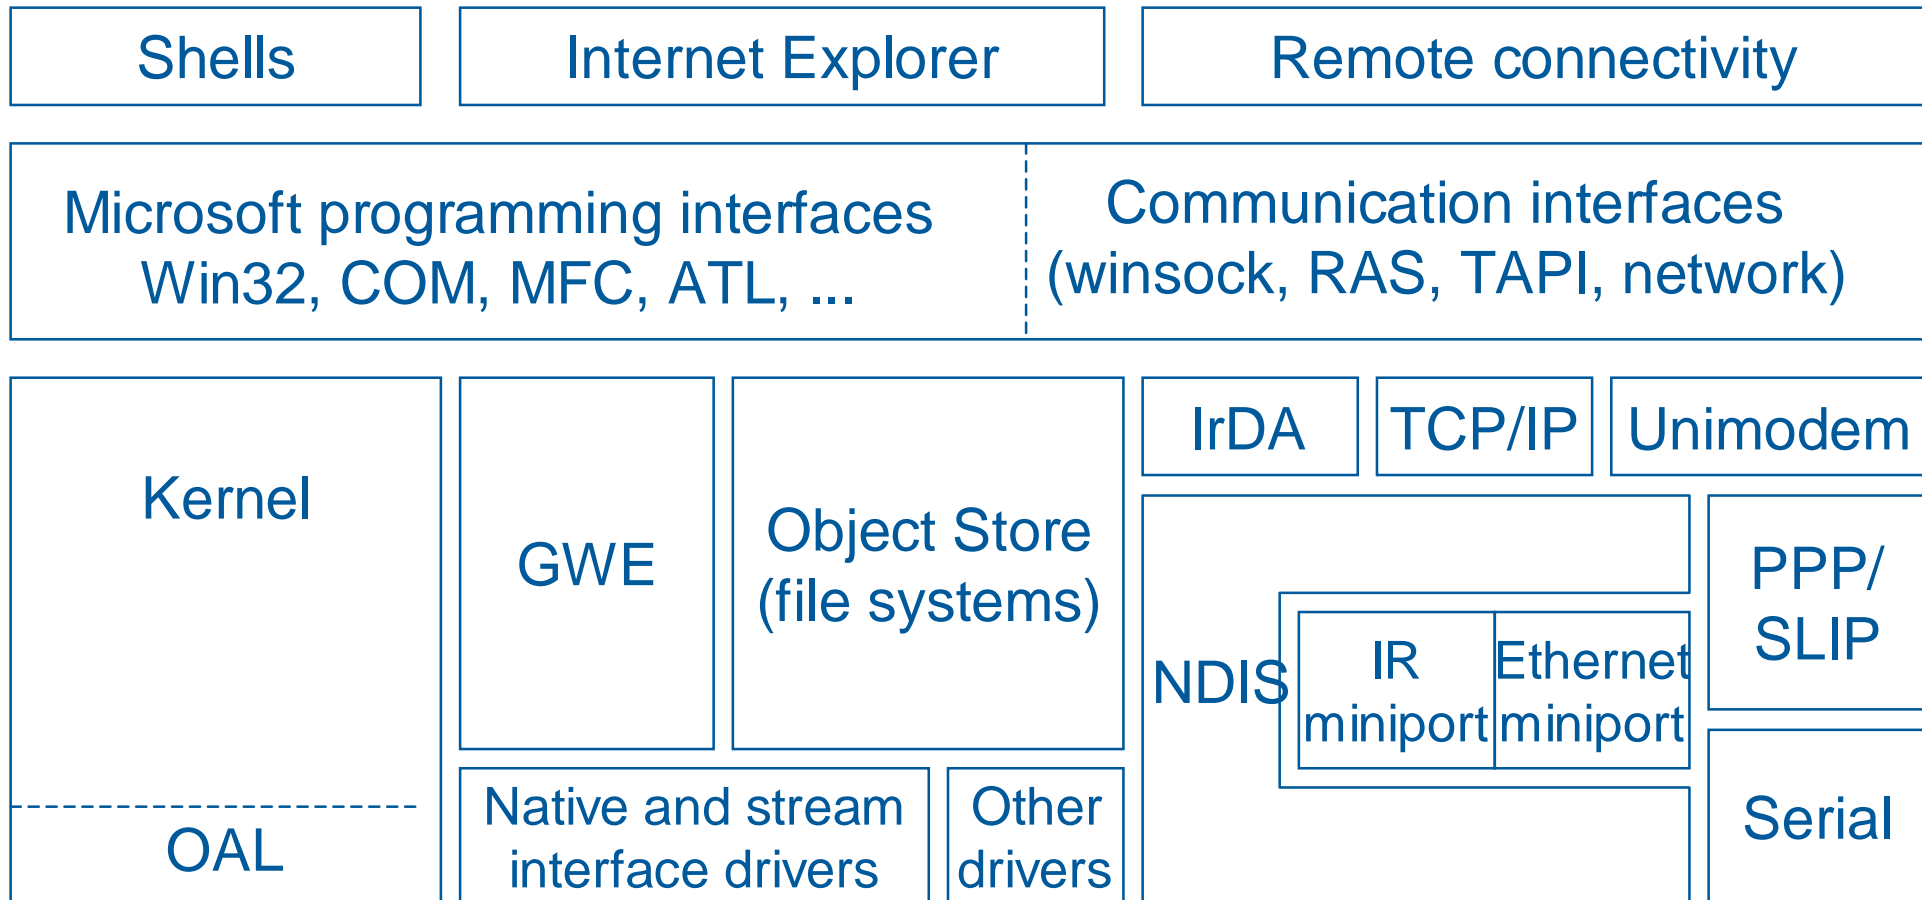 Shells
Internet Explorer
Remote connectivity
Microsoft programming interfaces
Win32, COM, MFC, ATL, ...
Communication interfaces
(winsock, RAS, TAPI, network)
Kernel
OAL
GWE
Object Store
(file systems)
Native and stream
interface drivers
Other
drivers
IrDA
TCP/IP
Unimodem
NDIS
IR
miniport
Ethernet
miniport
PPP/
SLIP
Serial